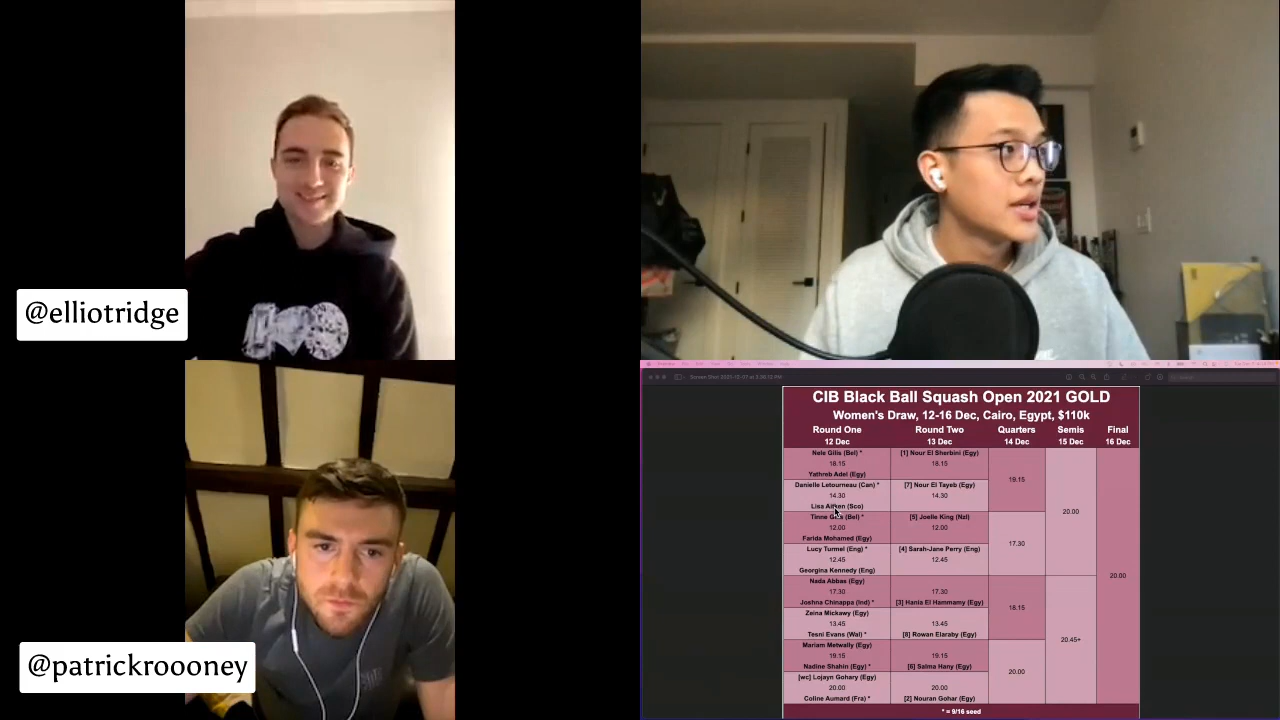 @elliotridge
@patrickroooney
CIB Black Ball Squash Open 2021 GOLD
Women's Draw, 12-16 Dec, Cairo, Egypt, $110k
Round One Round Two Quarters Semis Final
12 Dec 13 Dec 14 Dec 15 Dec 16 Dec
Nele Gilis (Bel) * [1] Nour El Sherbini (Egy)
18.15 18.15
Yathreb Adel (Egy)
19.15
Danielle Letourneau (Can) * [7] Nour El Tayeb (Egy)
14.30 14.30
Lisa Aitken (Sco)
20.00
Tinne Gilis (Bel) * [5] Joelle King (Nzl)
12.00 12.00
Farida Mohamed (Egy)
17.30
Lucy Turmel (Eng) * [4] Sarah-Jane Perry (Eng)
12.45 12.45
Georgina Kennedy (Eng)
20.00
Nada Abbas (Egy)
17.30 17.30
Joshna Chinappa (Ind) * [3] Hania El Hammamy (Egy)
18.15
Zeina Mickawy (Egy)
13.45 13.45
Tesni Evans (Wal) * [8] Rowan Elaraby (Egy)
20.45+
Mariam Metwally (Egy)
19.15 19.15
Nadine Shahin (Egy) * [6] Salma Hany (Egy)
20.00
[wc] Lojayn Gohary (Egy)
20.00 20.00
Coline Aumard (Fra) * [2] Nouran Gohar (Egy)
* = 9/16 seed